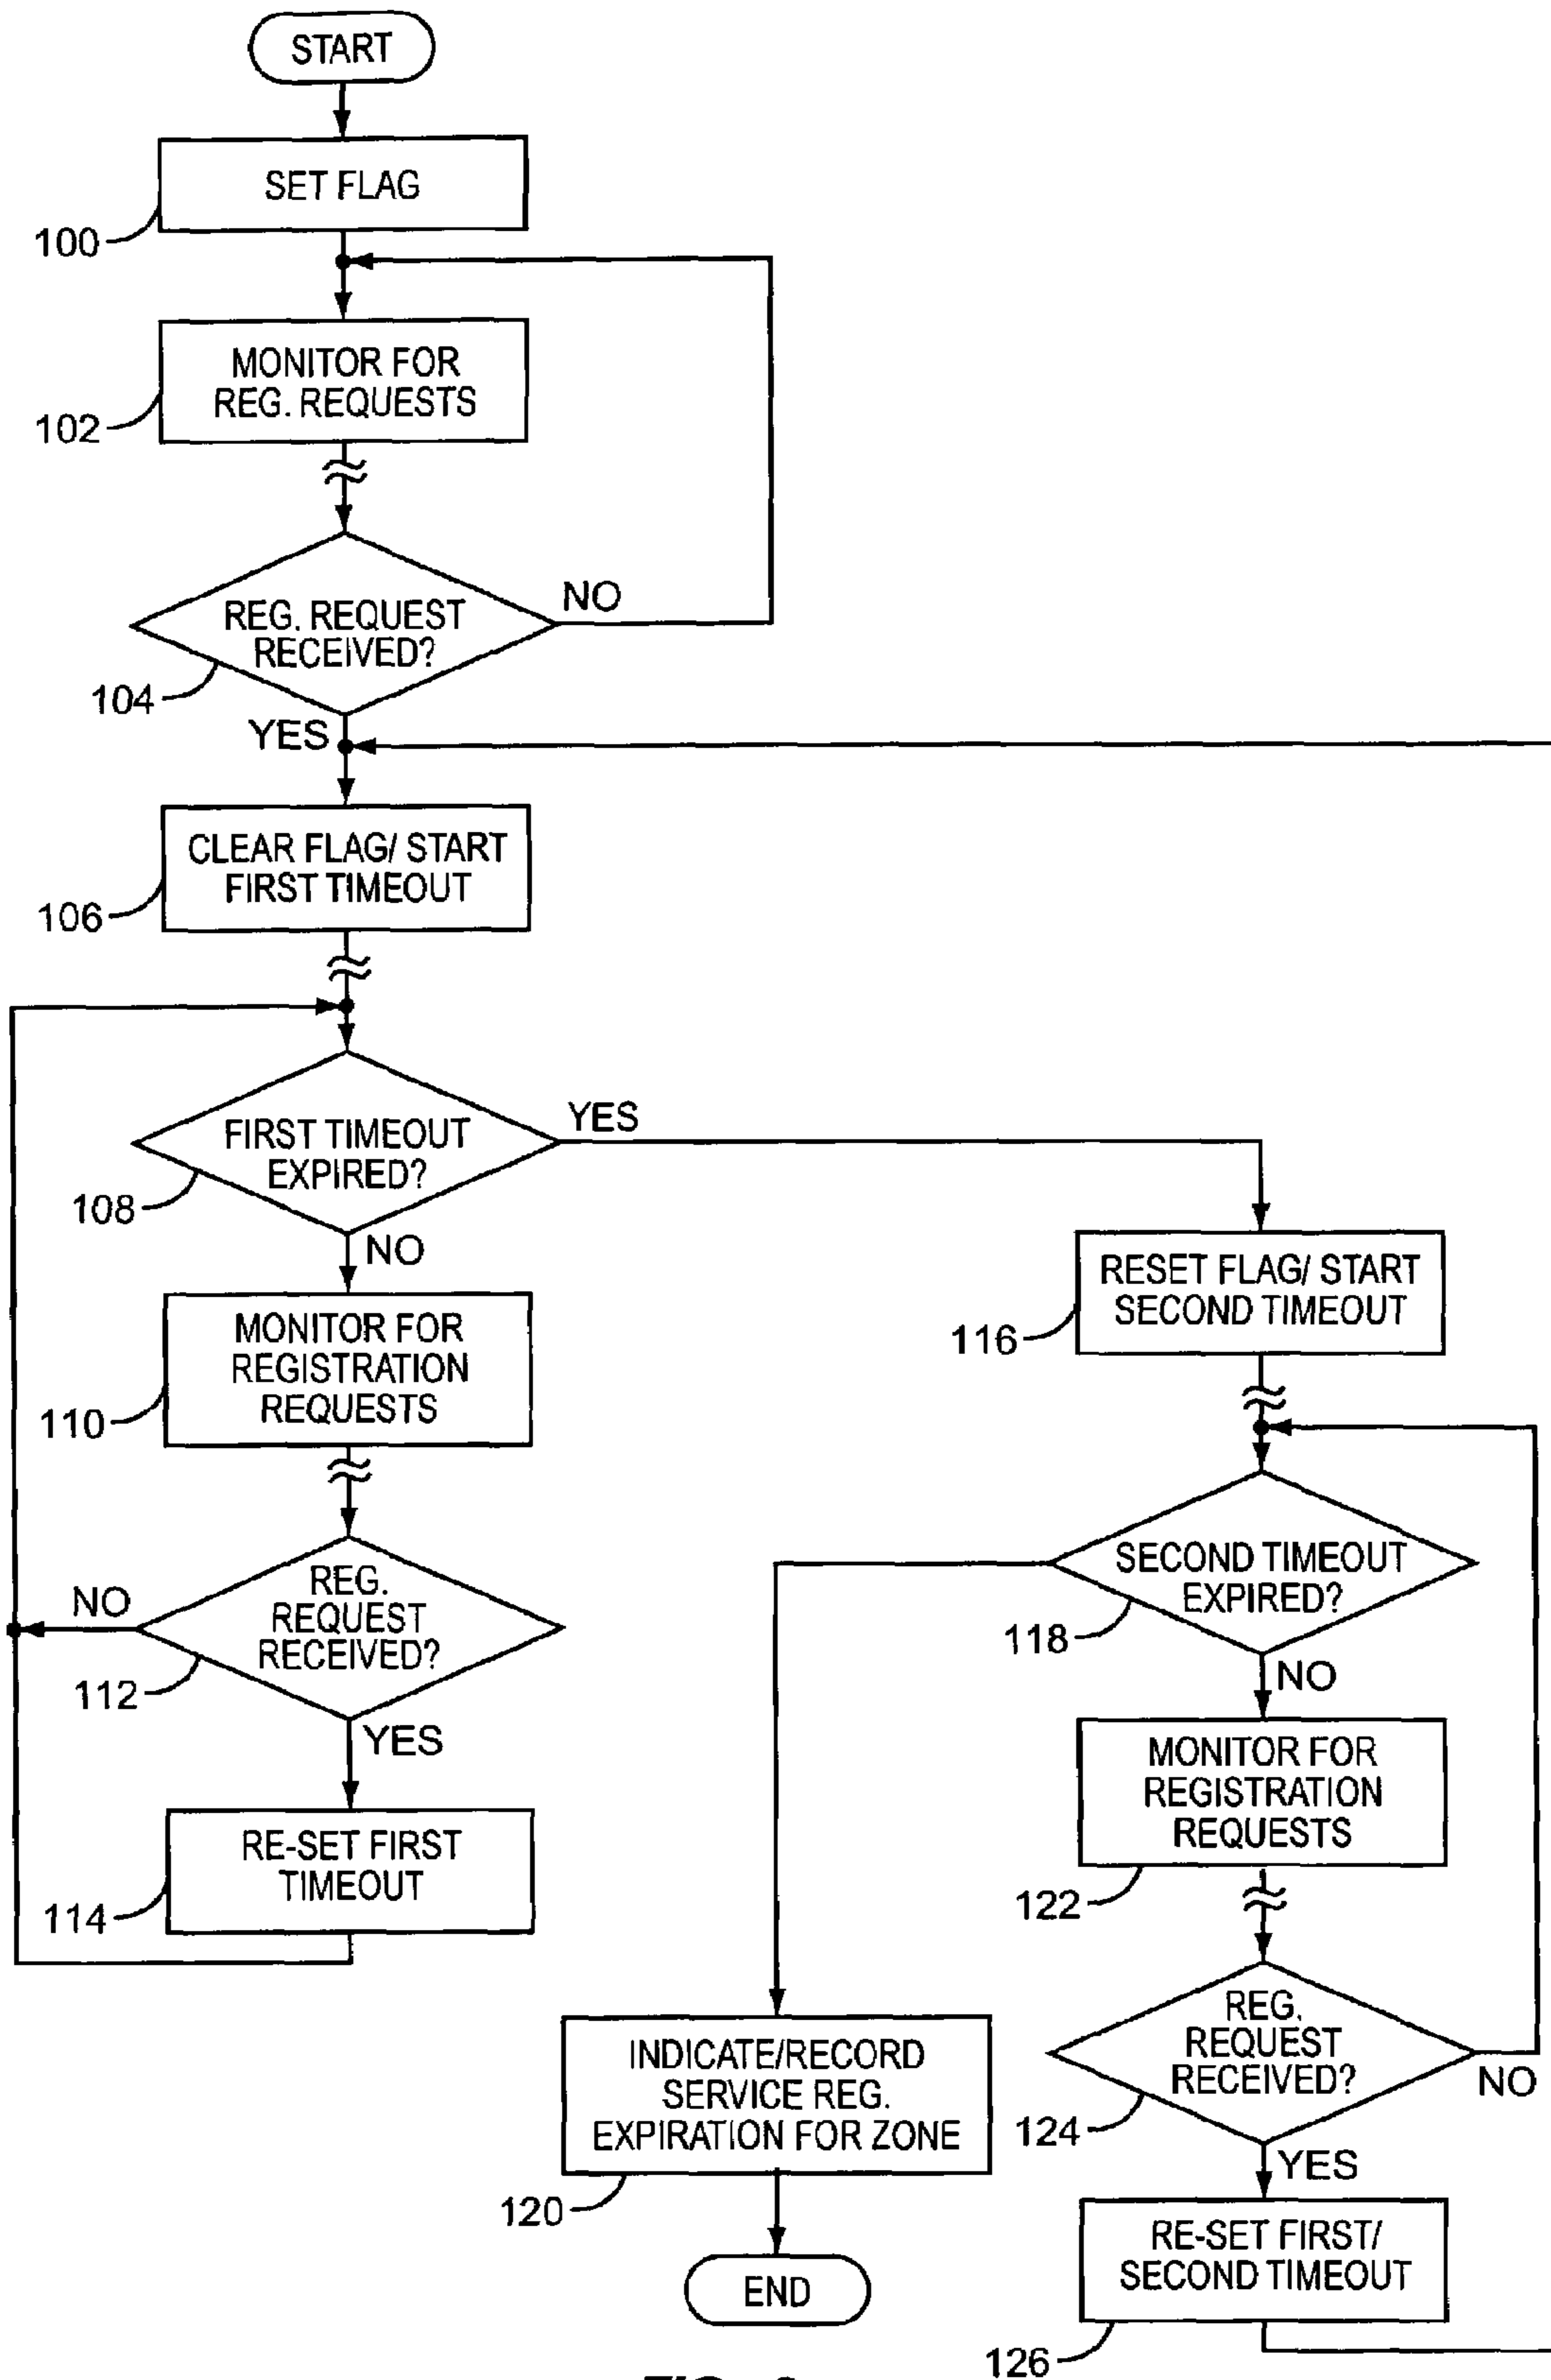 START
SET FLAG
100
MONITOR FOR
REG. REQUESTS
102
REG. REQUEST
RECEIVED?
NO
104
YES
CLEAR FLAG/ START
FIRST TIMEOUT
106
FIRST TIMEOUT
EXPIRED?
YES
108
NO
MONITOR FOR
REGISTRATION
REQUESTS
110
REG.
REQUEST
RECEIVED?
NO
112
YES
RE-SET FIRST
TIMEOUT
114
RESET FLAG/ START
SECOND TIMEOUT
116
SECOND TIMEOUT
EXPIRED?
118
NO
MONITOR FOR
REGISTRATION
REQUESTS
122
REG.
REQUEST
RECEIVED?
NO
124
YES
RE-SET FIRST/
SECOND TIMEOUT
126
INDICATE/RECORD
SERVICE REG.
EXPIRATION FOR ZONE
120
END